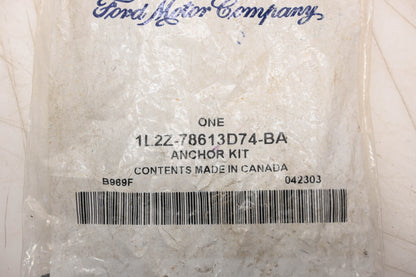 Ford Motor Company
ONE
1L2Z-78613D74-BA
ANCHOR KIT
CONTENTS MADE IN CANADA
B969F 042303